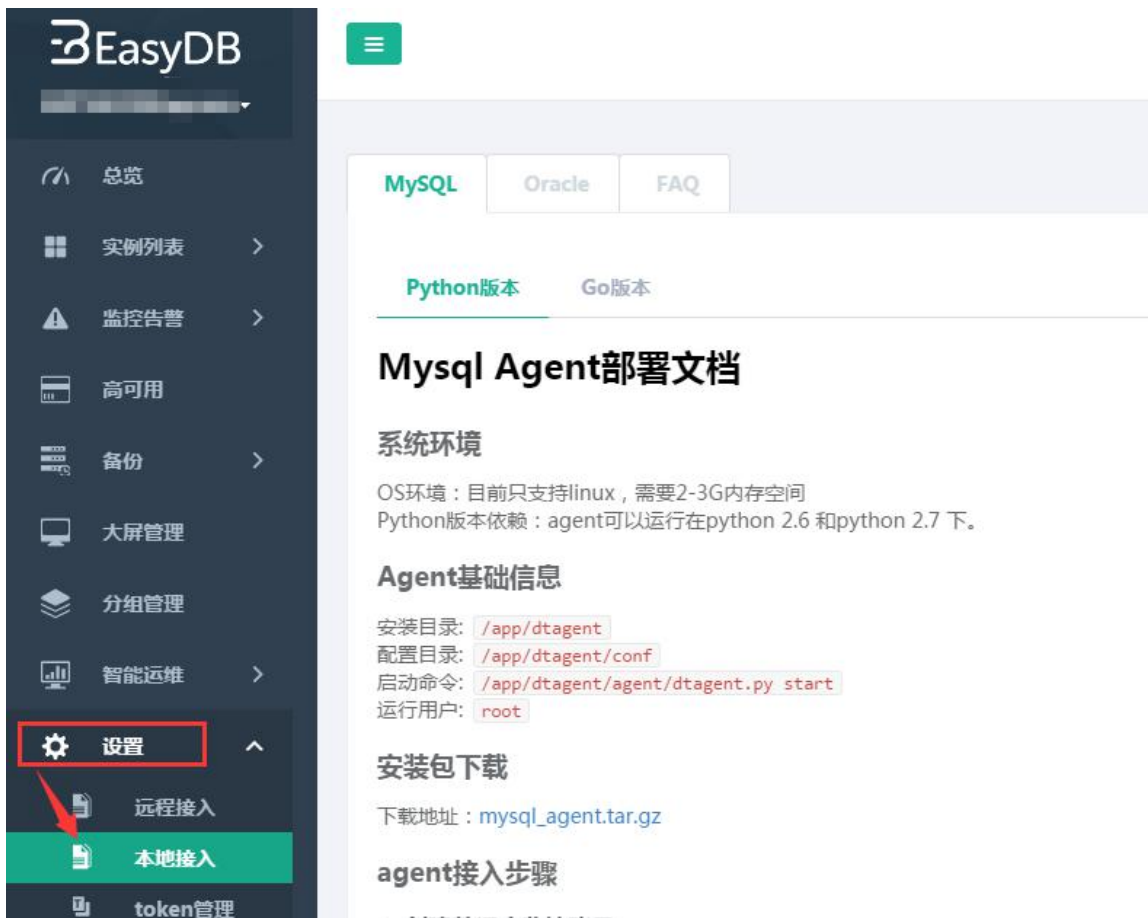 EasyDB
总览
实例列表
监控告警
高可用
备份
大屏管理
分组管理
智能运维
设置
远程接入
本地接入
token管理
MySQL Oracle FAQ
Python版本 Go版本
Mysql Agent部署文档
系统环境
OS环境：目前只支持linux，需要2-3G内存空间
Python版本依赖：agent可以运行在python 2.6 和python 2.7 下。
Agent基础信息
安装目录: /app/dtagent
配置目录: /app/dtagent/conf
启动命令: /app/dtagent/agent/dtagent.py start
运行用户: root
安装包下载
下载地址：mysql_agent.tar.gz
agent接入步骤